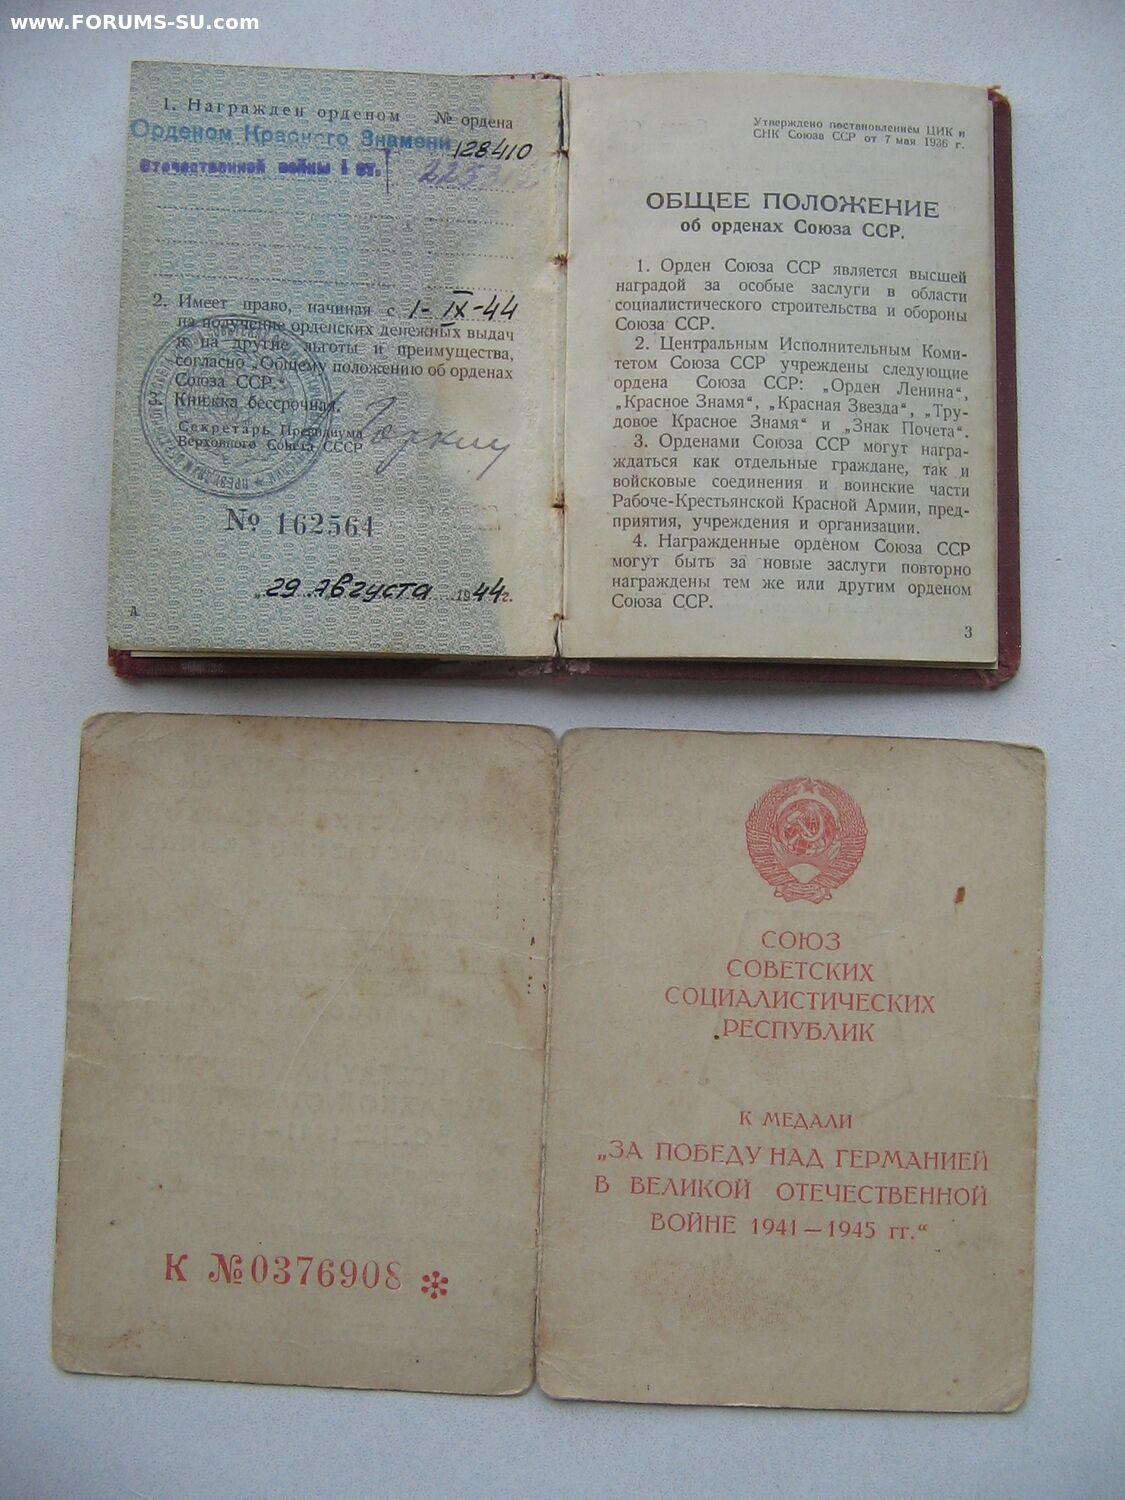 www.FORUMS-SU.com
1. Награжден орденом № ордена
Орденом Красного Знамени 128410
Отечественной войны I ст.
2. Имеет право, начиная с 1-IX-44
на получение орденских денежных выдач
и на другие льготы и преимущества,
согласно „Общему положению об орденах
Союза ССР.“
3. Книжка бессрочная.
Секретарь Президиума
Верховного Совета СССР
Горкин
№ 162564
„29 Августа 1944 г.
А
Утверждено постановлением ЦИК и
СНК Союза ССР от 7 мая 1936 г.
ОБЩЕЕ ПОЛОЖЕНИЕ
об орденах Союза ССР.
1. Орден Союза ССР является высшей
наградой за особые заслуги в области
социалистического строительства и обороны
Союза ССР.
2. Центральным Исполнительным Коми-
тетом Союза ССР учреждены следующие
ордена Союза ССР: „Орден Ленина“,
„Красное Знамя“, „Красная Звезда“, „Тру-
довое Красное Знамя“ и „Знак Почета“.
3. Орденами Союза ССР могут награ-
ждаться как отдельные граждане, так и
войсковые соединения и воинские части
Рабоче-Крестьянской Красной Армии, пред-
приятия, учреждения и организации.
4. Награжденные орденом Союза ССР
могут быть за новые заслуги повторно
награждены тем же или другим орденом
Союза ССР.
3
К №0376908
СОЮЗ
СОВЕТСКИХ
СОЦИАЛИСТИЧЕСКИХ
РЕСПУБЛИК
К МЕДАЛИ
„ЗА ПОБЕДУ НАД ГЕРМАНИЕЙ
В ВЕЛИКОЙ ОТЕЧЕСТВЕННОЙ
ВОЙНЕ 1941—1945 гг.“